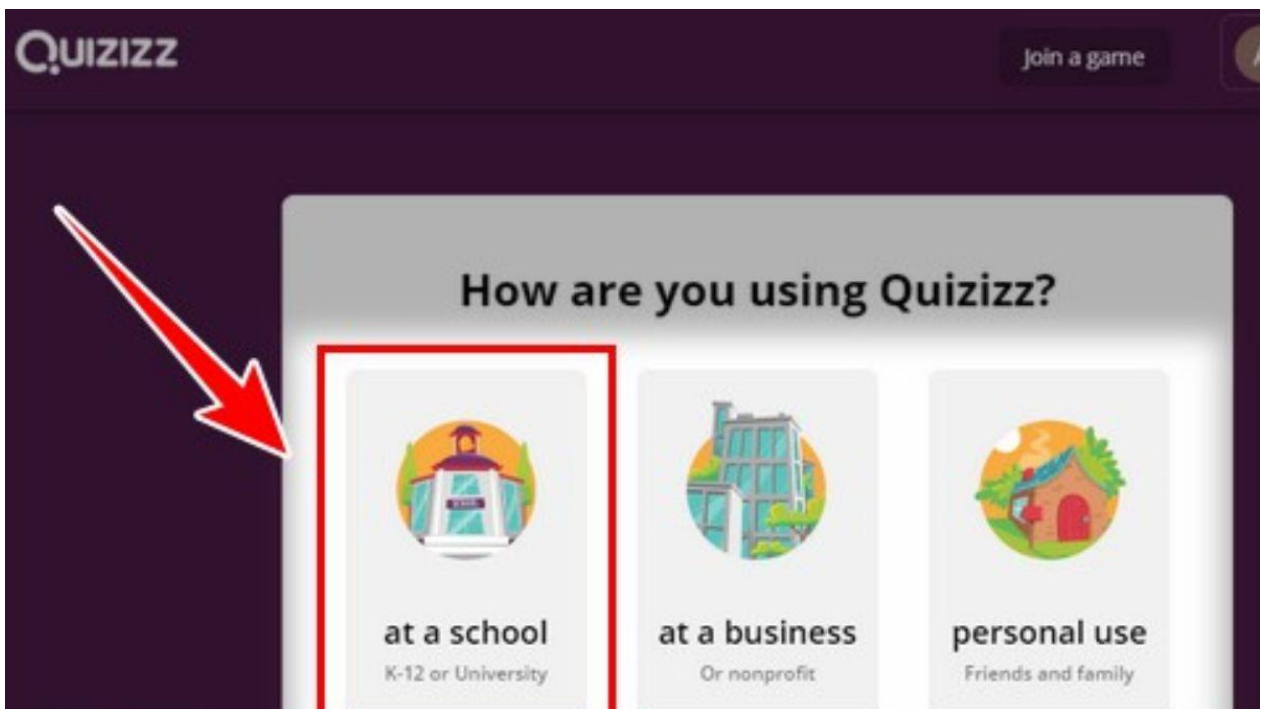 Quizizz
Join a game
How are you using Quizizz?
SCHOOL
at a school
K-12 or University
at a business
Or nonprofit
personal use
Friends and family